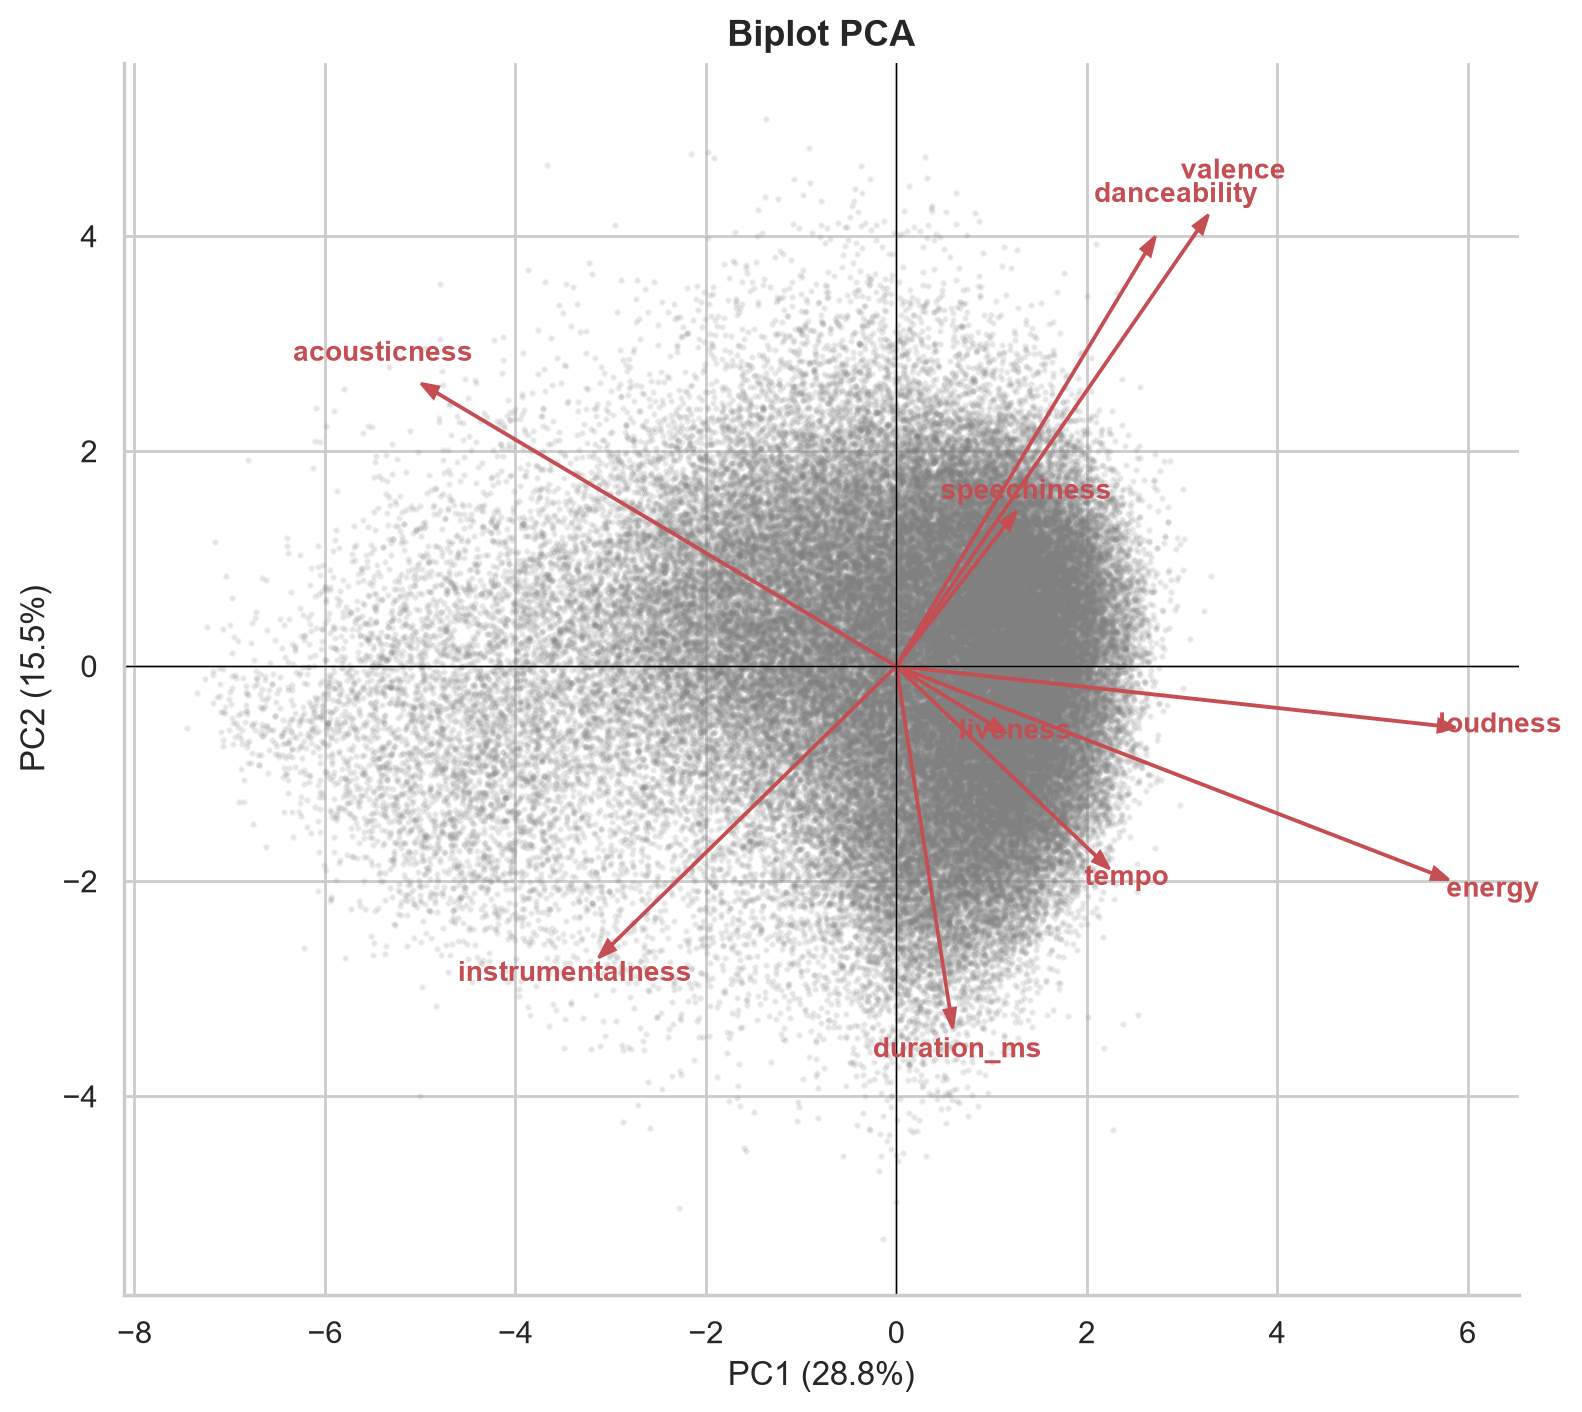 Biplot PCA
valence
danceability
acousticness
speechiness
liveness
loudness
tempo
energy
instrumentalness
duration_ms
4
2
0
−2
−4
PC2 (15.5%)
−8 −6 −4 −2 0 2 4 6
PC1 (28.8%)